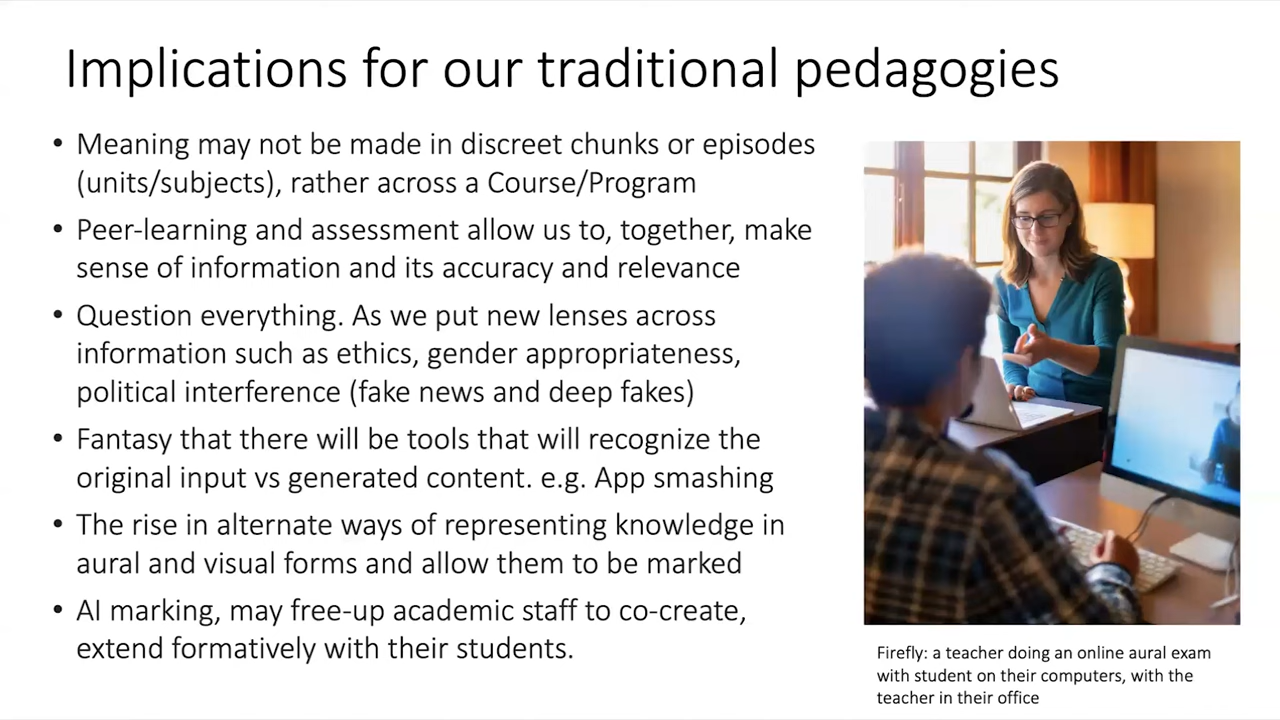 Implications for our traditional pedagogies
• Meaning may not be made in discreet chunks or episodes
(units/subjects), rather across a Course/Program
• Peer-learning and assessment allow us to, together, make
sense of information and its accuracy and relevance
• Question everything. As we put new lenses across
information such as ethics, gender appropriateness,
political interference (fake news and deep fakes)
• Fantasy that there will be tools that will recognize the
original input vs generated content. e.g. App smashing
• The rise in alternate ways of representing knowledge in
aural and visual forms and allow them to be marked
• AI marking, may free-up academic staff to co-create,
extend formatively with their students.
Firefly: a teacher doing an online aural exam
with student on their computers, with the
teacher in their office